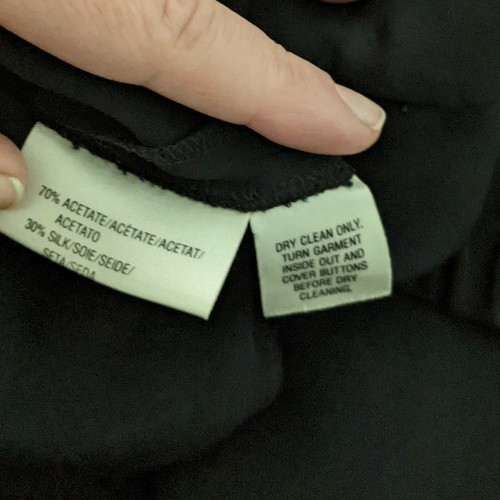 70% ACETATE/ACÉTATE/ACETAT/
ACETATO
30% SILK/SOIE/SEIDE/
SETA/SEDA
DRY CLEAN ONLY.
TURN GARMENT
INSIDE OUT AND
COVER BUTTONS
BEFORE DRY
CLEANING.